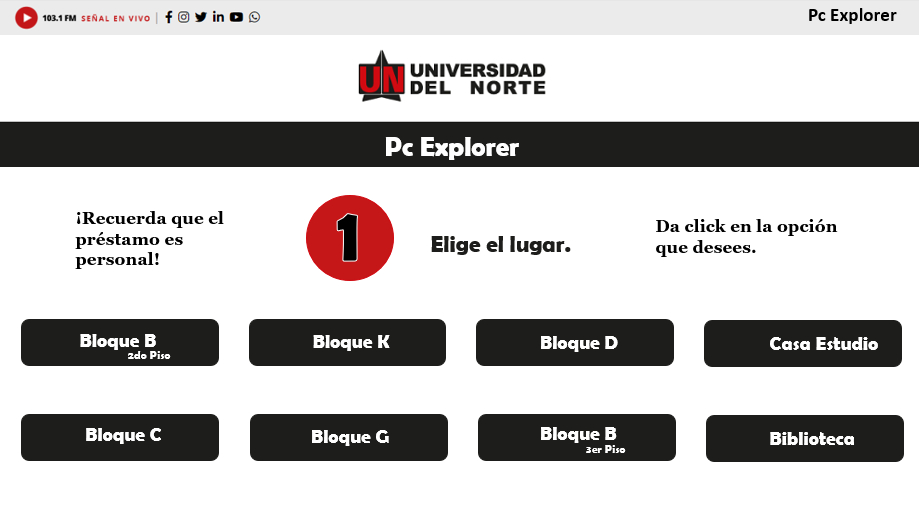 103.1 FM SEÑAL EN VIVO
Pc Explorer
UN UNIVERSIDAD
DEL NORTE
Pc Explorer
¡Recuerda que el
préstamo es
personal!
1
Elige el lugar.
Da click en la opción
que desees.
Bloque B
2do Piso
Bloque K
Bloque D
Casa Estudio
Bloque C
Bloque G
Bloque B
3er Piso
Biblioteca